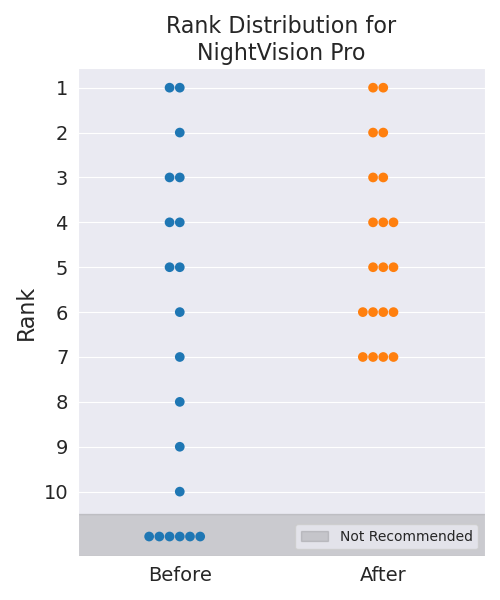 Rank Distribution for
NightVision Pro
Rank
1
2
3
4
5
6
7
8
9
10
Not Recommended
Before
After